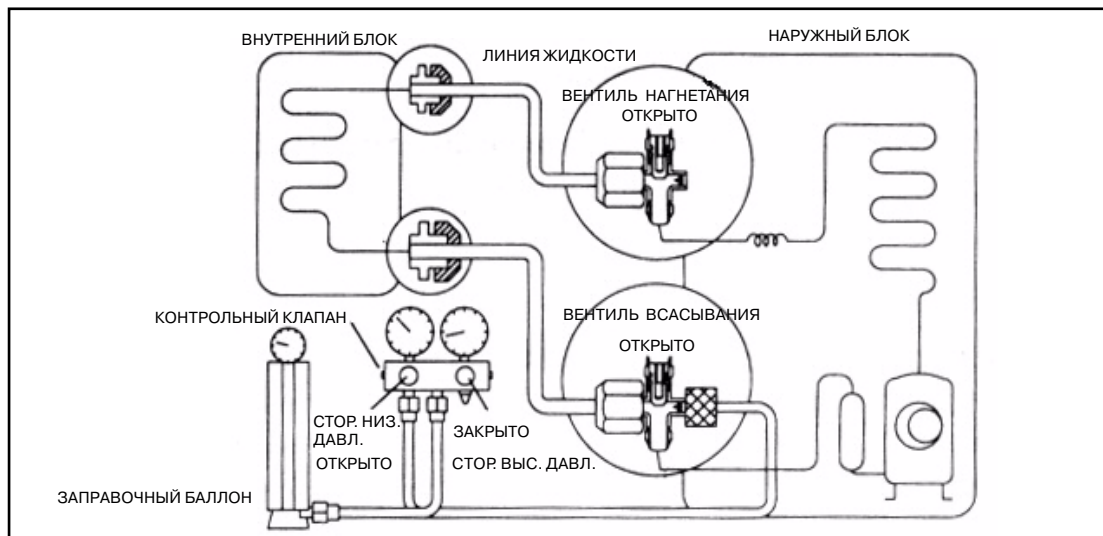 ВНУТРЕННИЙ БЛОК
НАРУЖНЫЙ БЛОК
ЛИНИЯ ЖИДКОСТИ
ВЕНТИЛЬ НАГНЕТАНИЯ
ОТКРЫТО
КОНТРОЛЬНЫЙ КЛАПАН
ВЕНТИЛЬ ВСАСЫВАНИЯ
ОТКРЫТО
СТОР. НИЗ.
ДАВЛ.
ОТКРЫТО
ЗАКРЫТО
СТОР. ВЫС. ДАВЛ.
ЗАПРАВОЧНЫЙ БАЛЛОН